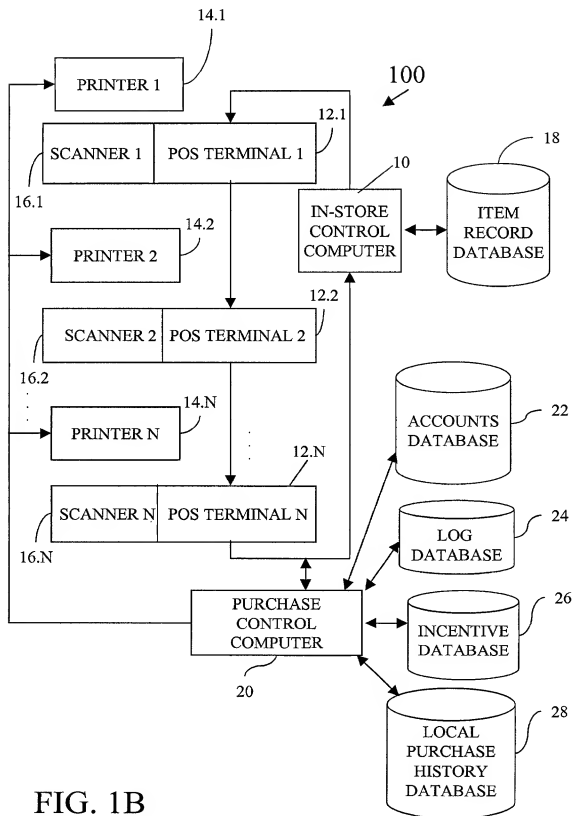 14.1
PRINTER 1
100
12.1
SCANNER 1
POS TERMINAL 1
16.1
10
18
IN-STORE
CONTROL
COMPUTER
ITEM
RECORD
DATABASE
14.2
PRINTER 2
12.2
SCANNER 2
POS TERMINAL 2
16.2
14.N
PRINTER N
12.N
SCANNER N
POS TERMINAL N
16.N
ACCOUNTS
DATABASE
22
LOG
DATABASE
24
PURCHASE
CONTROL
COMPUTER
20
INCENTIVE
DATABASE
26
LOCAL
PURCHASE
HISTORY
DATABASE
28
FIG. 1B